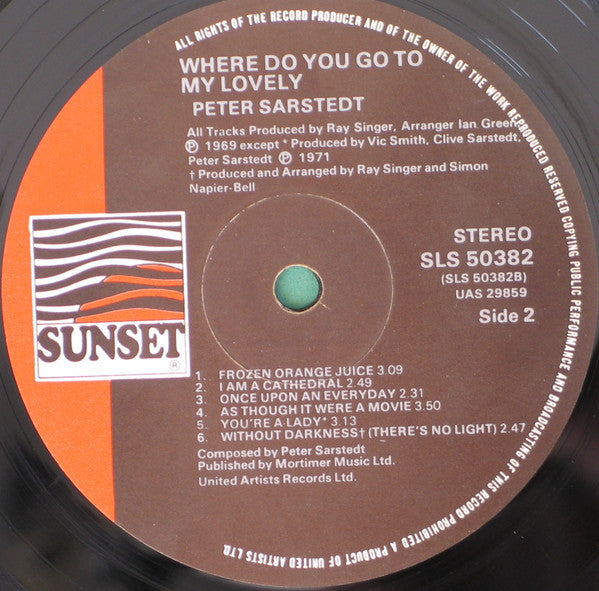 ALL RIGHTS OF THE RECORD PRODUCER AND OF THE OWNER OF THE WORK REPRODUCED RESERVED COPYING PUBLIC PERFORMANCE AND BROADCASTING OF THIS RECORD PROHIBITED A PRODUCT OF UNITED ARTISTS LTD.
WHERE DO YOU GO TO
MY LOVELY
PETER SARSTEDT
All Tracks Produced by Ray Singer, Arranger Ian Green,
Ⓟ 1969 except * Produced by Vic Smith, Clive Sarstedt,
Peter Sarstedt Ⓟ 1971
† Produced and Arranged by Ray Singer and Simon
Napier-Bell
STEREO
SLS 50382
(SLS 50382B)
UAS 29859
Side 2
SUNSET
®
1. FROZEN ORANGE JUICE 3.09
2. I AM A CATHEDRAL 2.49
3. ONCE UPON AN EVERYDAY 2.31
4. AS THOUGH IT WERE A MOVIE 3.50
5. YOU'RE A LADY* 3.13
6. WITHOUT DARKNESS† (THERE'S NO LIGHT) 2.47
Composed by Peter Sarstedt
Published by Mortimer Music Ltd.
United Artists Records Ltd.